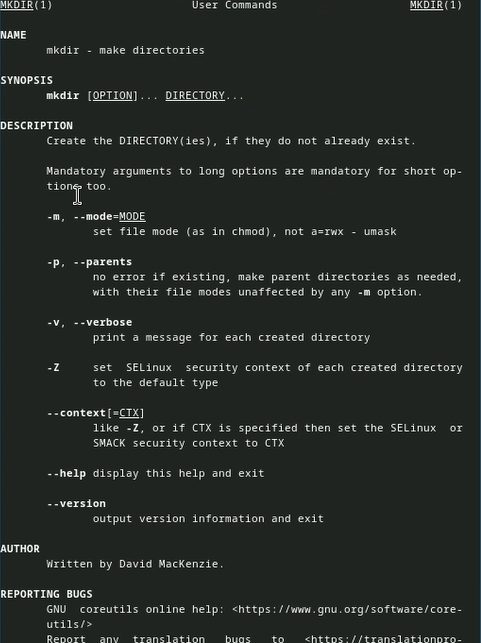 MKDIR(1) User Commands MKDIR(1)
NAME
mkdir - make directories
SYNOPSIS
mkdir [OPTION]... DIRECTORY...
DESCRIPTION
Create the DIRECTORY(ies), if they do not already exist.
Mandatory arguments to long options are mandatory for short op-
tions too.
-m, --mode=MODE
set file mode (as in chmod), not a=rwx - umask
-p, --parents
no error if existing, make parent directories as needed,
with their file modes unaffected by any -m option.
-v, --verbose
print a message for each created directory
-Z set SELinux security context of each created directory
to the default type
--context[=CTX]
like -Z, or if CTX is specified then set the SELinux or
SMACK security context to CTX
--help display this help and exit
--version
output version information and exit
AUTHOR
Written by David MacKenzie.
REPORTING BUGS
GNU coreutils online help: <https://www.gnu.org/software/core-
utils/>
Report any translation bugs to <https://translationpro-